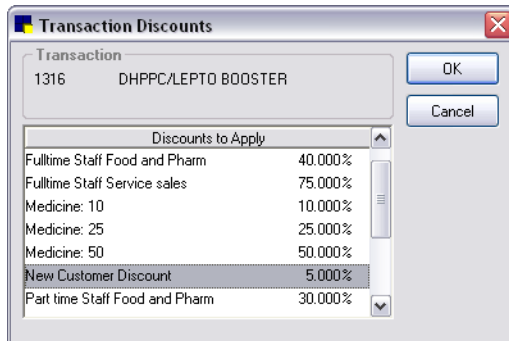 Transaction Discounts
Transaction
1316 DHPPC/LEPTO BOOSTER
OK
Cancel
Discounts to Apply
Fulltime Staff Food and Pharm 40.000%
Fulltime Staff Service sales 75.000%
Medicine: 10 10.000%
Medicine: 25 25.000%
Medicine: 50 50.000%
New Customer Discount 5.000%
Part time Staff Food and Pharm 30.000%